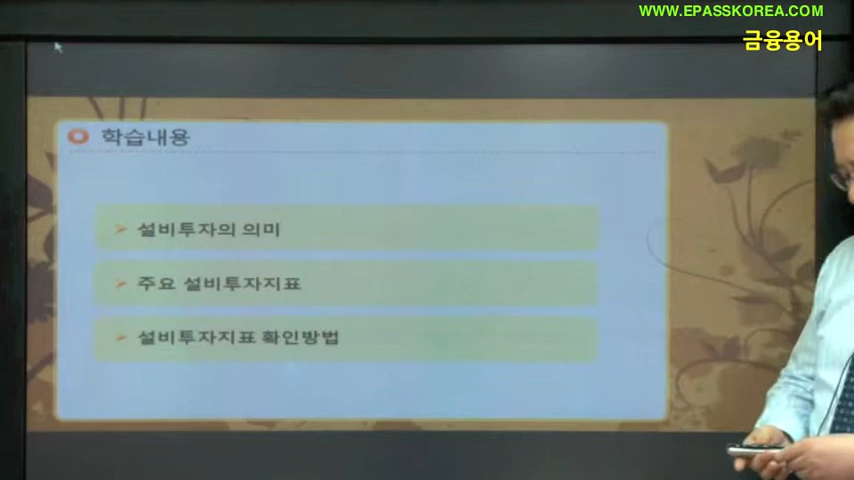 WWW.EPASSKOREA.COM
금융용어
학습내용
설비투자의 의미
주요 설비투자지표
설비투자지표 확인방법